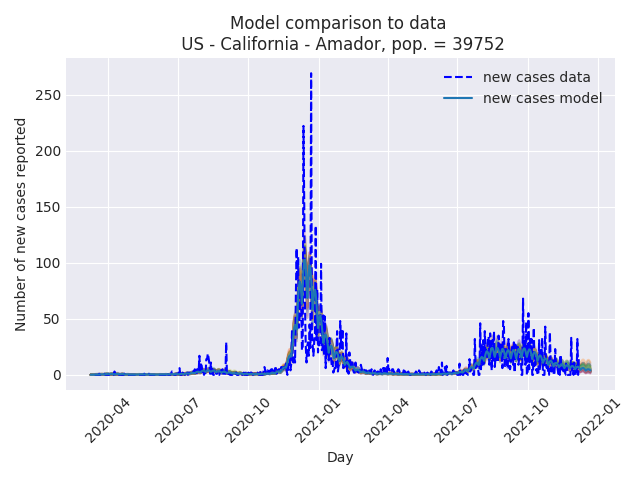 Model comparison to data
US - California - Amador, pop. = 39752
new cases data
new cases model
Number of new cases reported
250
200
150
100
50
0
2020-04
2020-07
2020-10
2021-01
2021-04
2021-07
2021-10
2022-01
Day